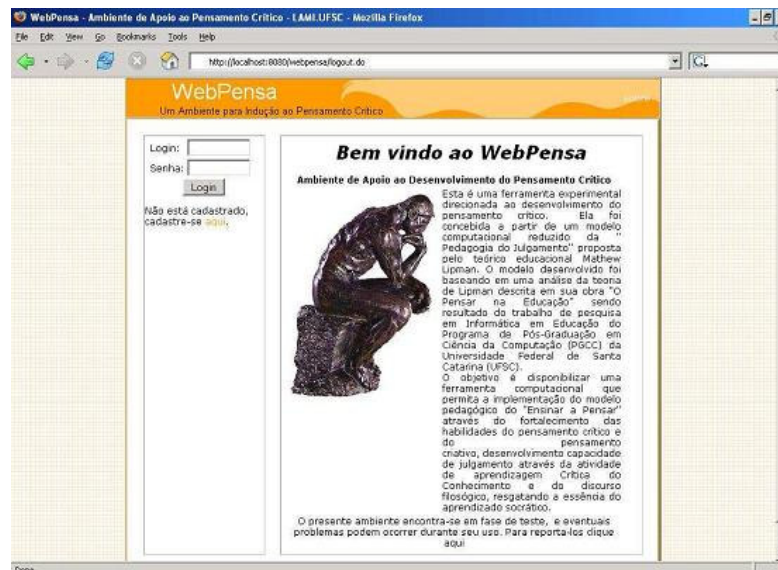 WebPensa - Ambiente de Apoio ao Pensamento Crítico - LAMI.UFSC - Mozilla Firefox
File Edit View Go Bookmarks Tools Help
http://localhost:8080/webpensa/logout.do
WebPensa
Um Ambiente para Indução ao Pensamento Crítico
Login:
Senha:
Login
Não está cadastrado,
cadastre-se aqui.
Bem vindo ao WebPensa
Ambiente de Apoio ao Desenvolvimento do Pensamento Crítico
Esta é uma ferramenta experimental
direcionada ao desenvolvimento do
pensamento crítico. Ela foi
concebida a partir de um modelo
computacional reduzido da "
Pedagogia do Julgamento" proposta
pelo teórico educacional Mathew
Lipman. O modelo desenvolvido foi
baseando em uma análise da teoria
de Lipman descrita em sua obra "O
Pensar na Educação" sendo
resultado do trabalho de pesquisa
em Informática em Educação do
Programa de Pós-Graduação em
Ciência da Computação (PGCC) da
Universidade Federal de Santa
Catarina (UFSC).
O objetivo é disponibilizar uma
ferramenta computacional que
permita a implementação do modelo
pedagógico do "Ensinar a Pensar"
através do fortalecimento das
habilidades do pensamento crítico e
do pensamento
criativo, desenvolvimento capacidade
de julgamento através da atividade
de aprendizagem Crítica do
Conhecimento e do discurso
filosógico, resgatando a essência do
aprendizado socrático.
O presente ambiente encontra-se em fase de teste, e eventuais
problemas podem ocorrer durante seu uso. Para reporta-los clique
aqui